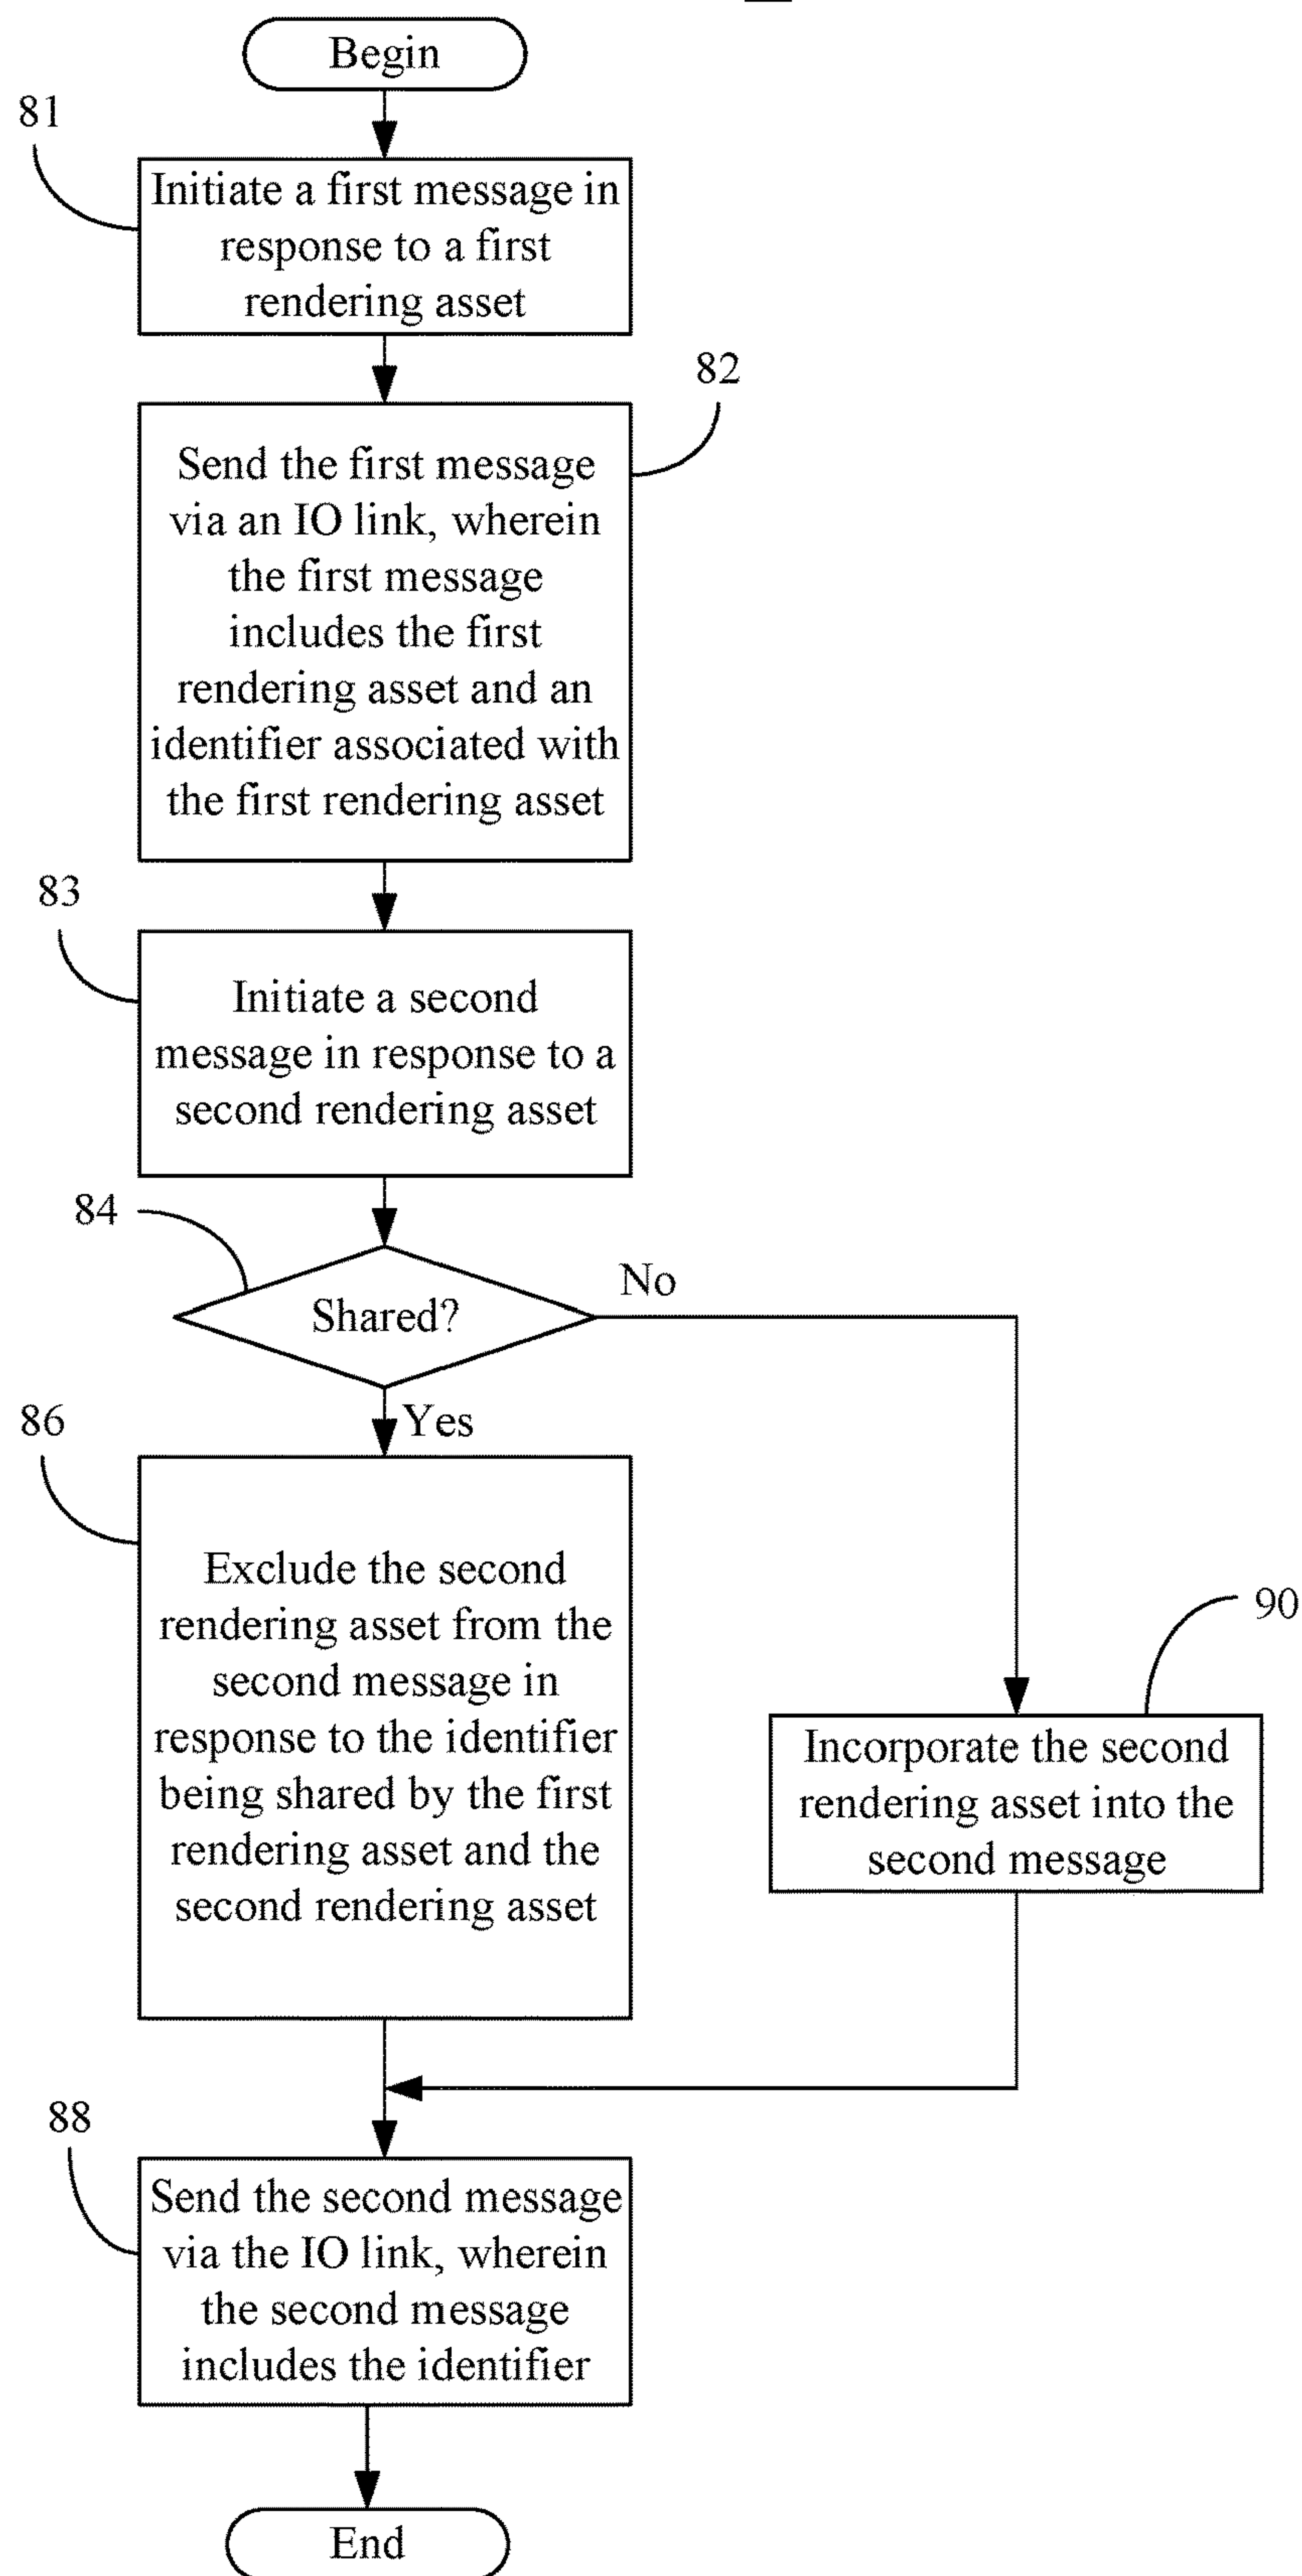 Begin
81
Initiate a first message in
response to a first
rendering asset
82
Send the first message
via an IO link, wherein
the first message
includes the first
rendering asset and an
identifier associated with
the first rendering asset
83
Initiate a second
message in response to a
second rendering asset
84
Shared?
No
Yes
86
Exclude the second
rendering asset from the
second message in
response to the identifier
being shared by the first
rendering asset and the
second rendering asset
90
Incorporate the second
rendering asset into the
second message
88
Send the second message
via the IO link, wherein
the second message
includes the identifier
End